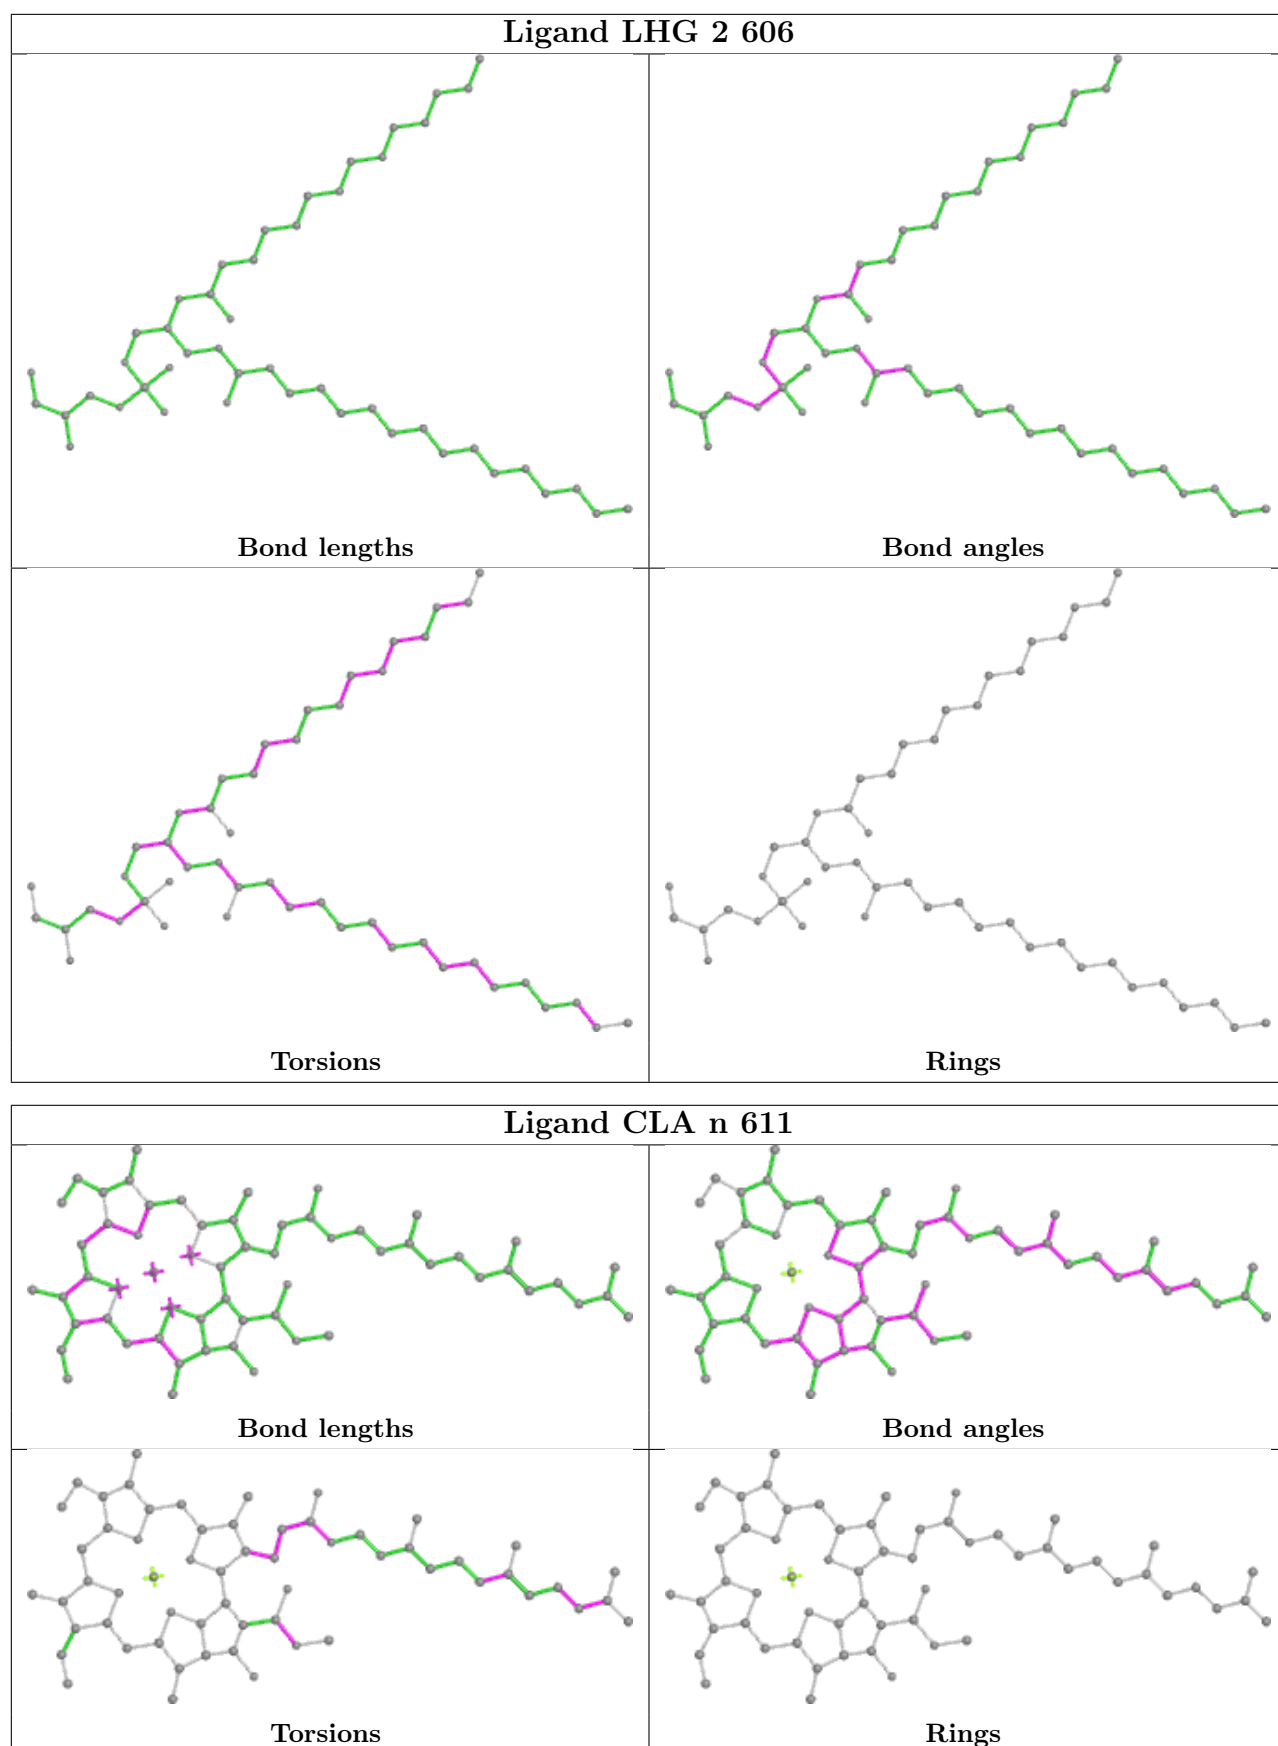 Ligand LHG 2 606
Bond lengths
Bond angles
Torsions
Rings
Ligand CLA n 611
Bond lengths
Bond angles
Torsions
Rings